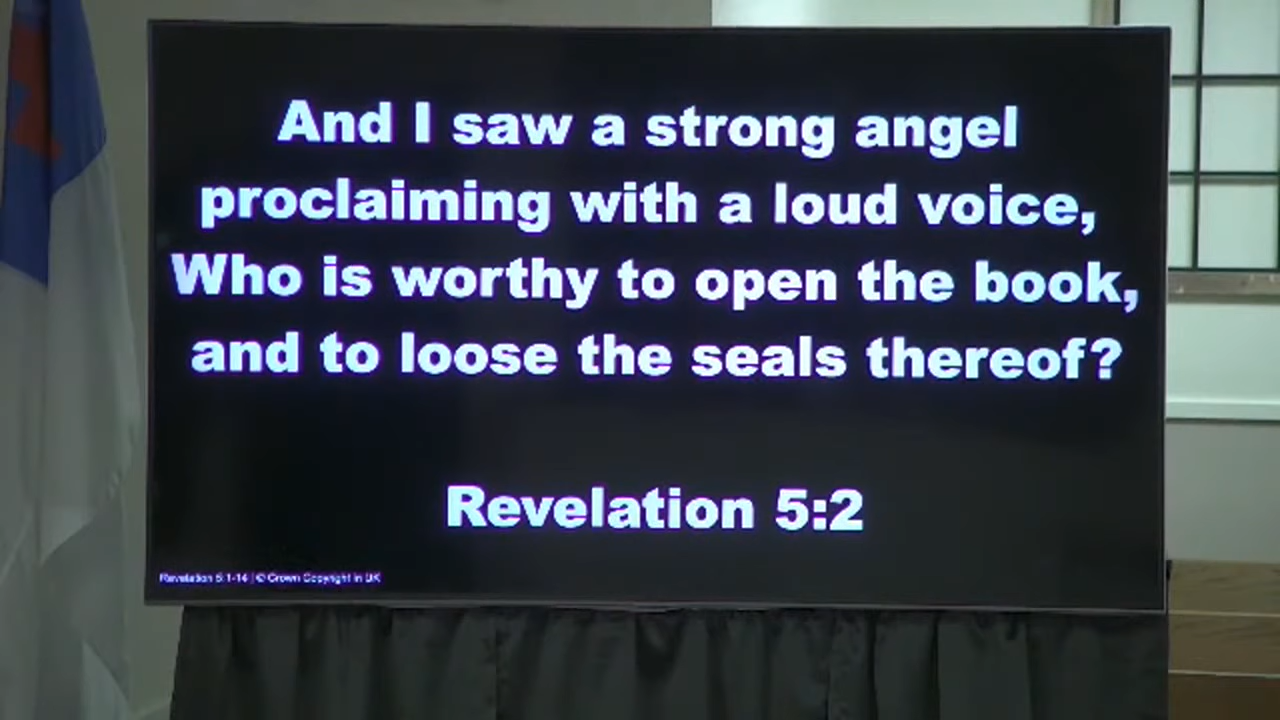 And I saw a strong angel
proclaiming with a loud voice,
Who is worthy to open the book,
and to loose the seals thereof?
Revelation 5:2
Revelation 5:1-14 | © Crown Copyright in UK